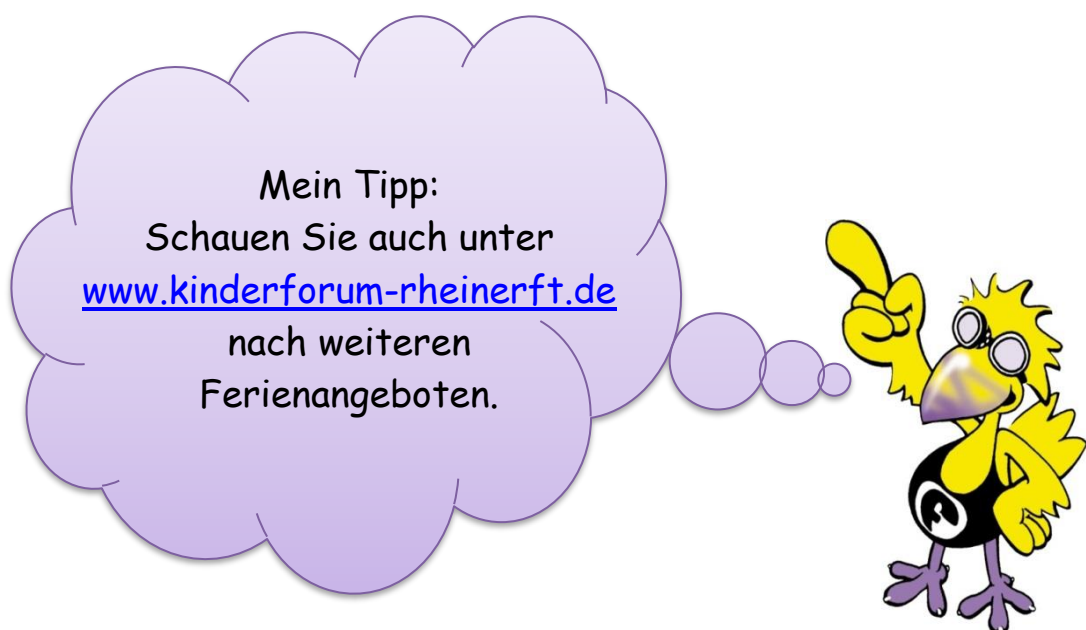 Mein Tipp:
Schauen Sie auch unter
www.kinderforum-rheinerft.de
nach weiteren
Ferienangeboten.